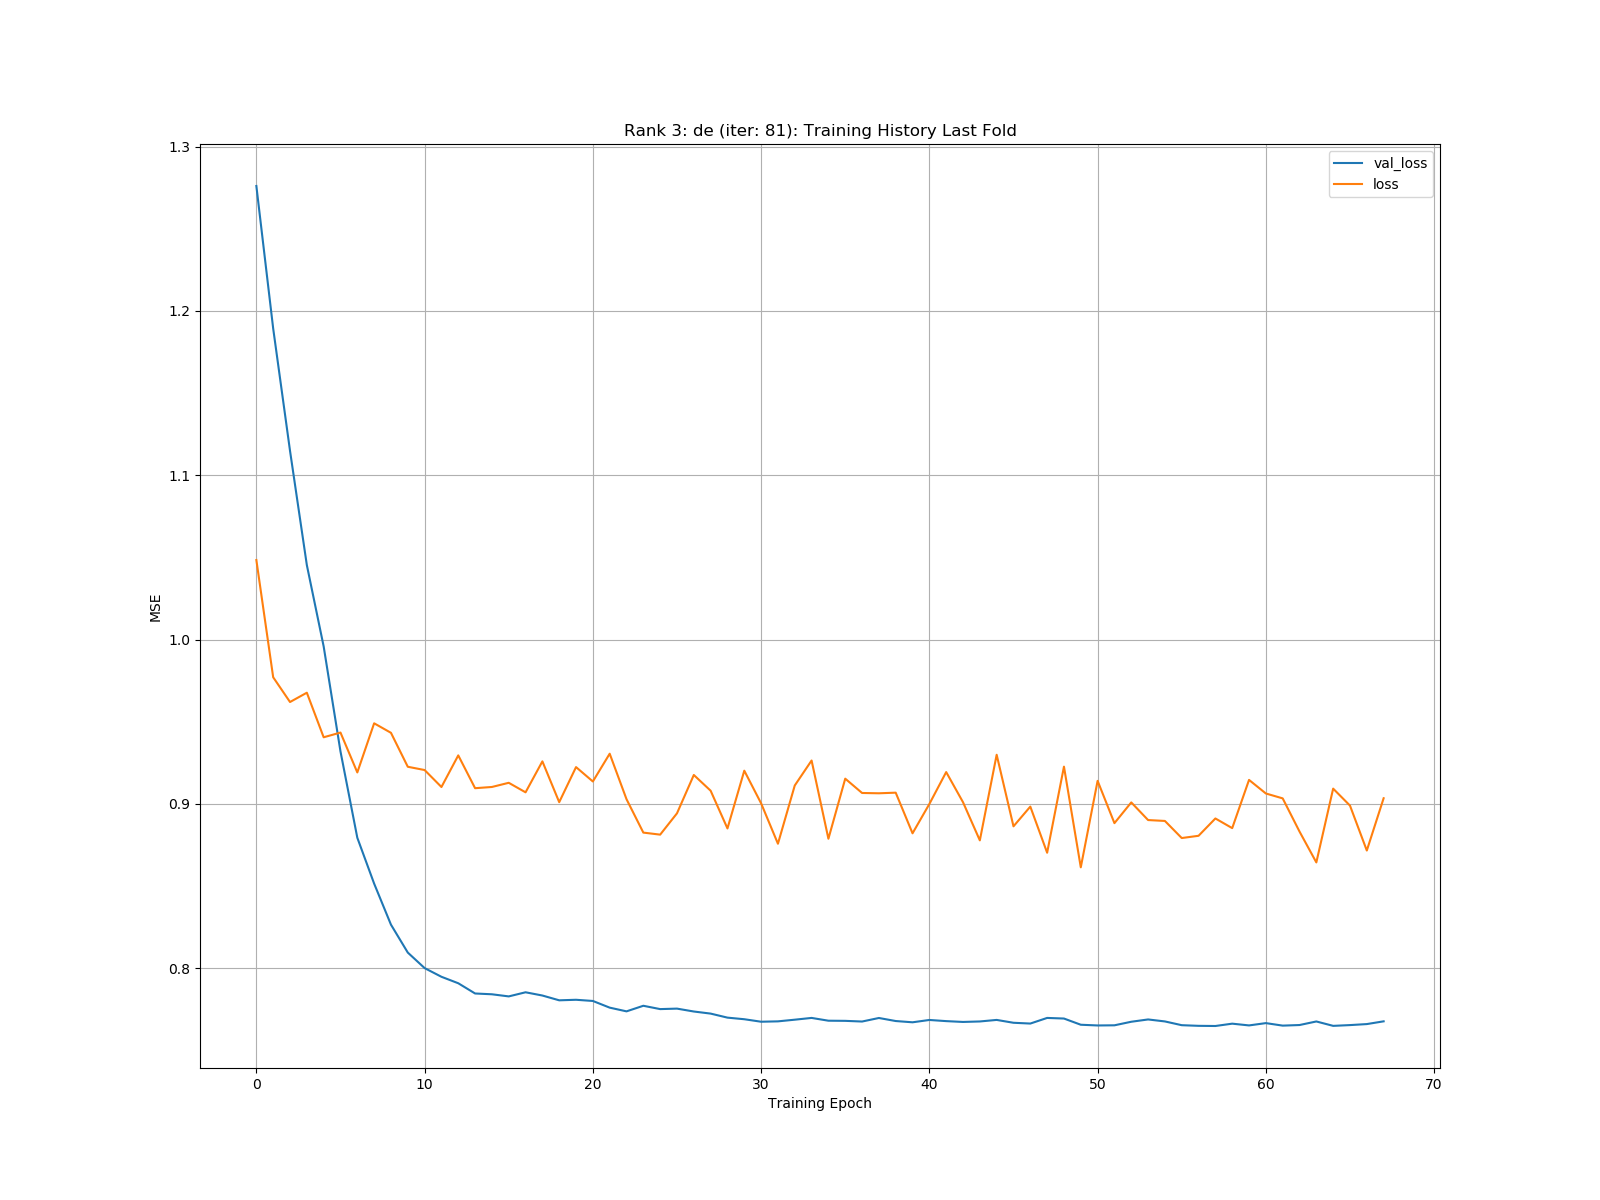 Rank 3: de (iter: 81): Training History Last Fold
val_loss
loss
1.3
1.2
1.1
1.0
0.9
0.8
MSE
0
10
20
30
40
50
60
70
Training Epoch